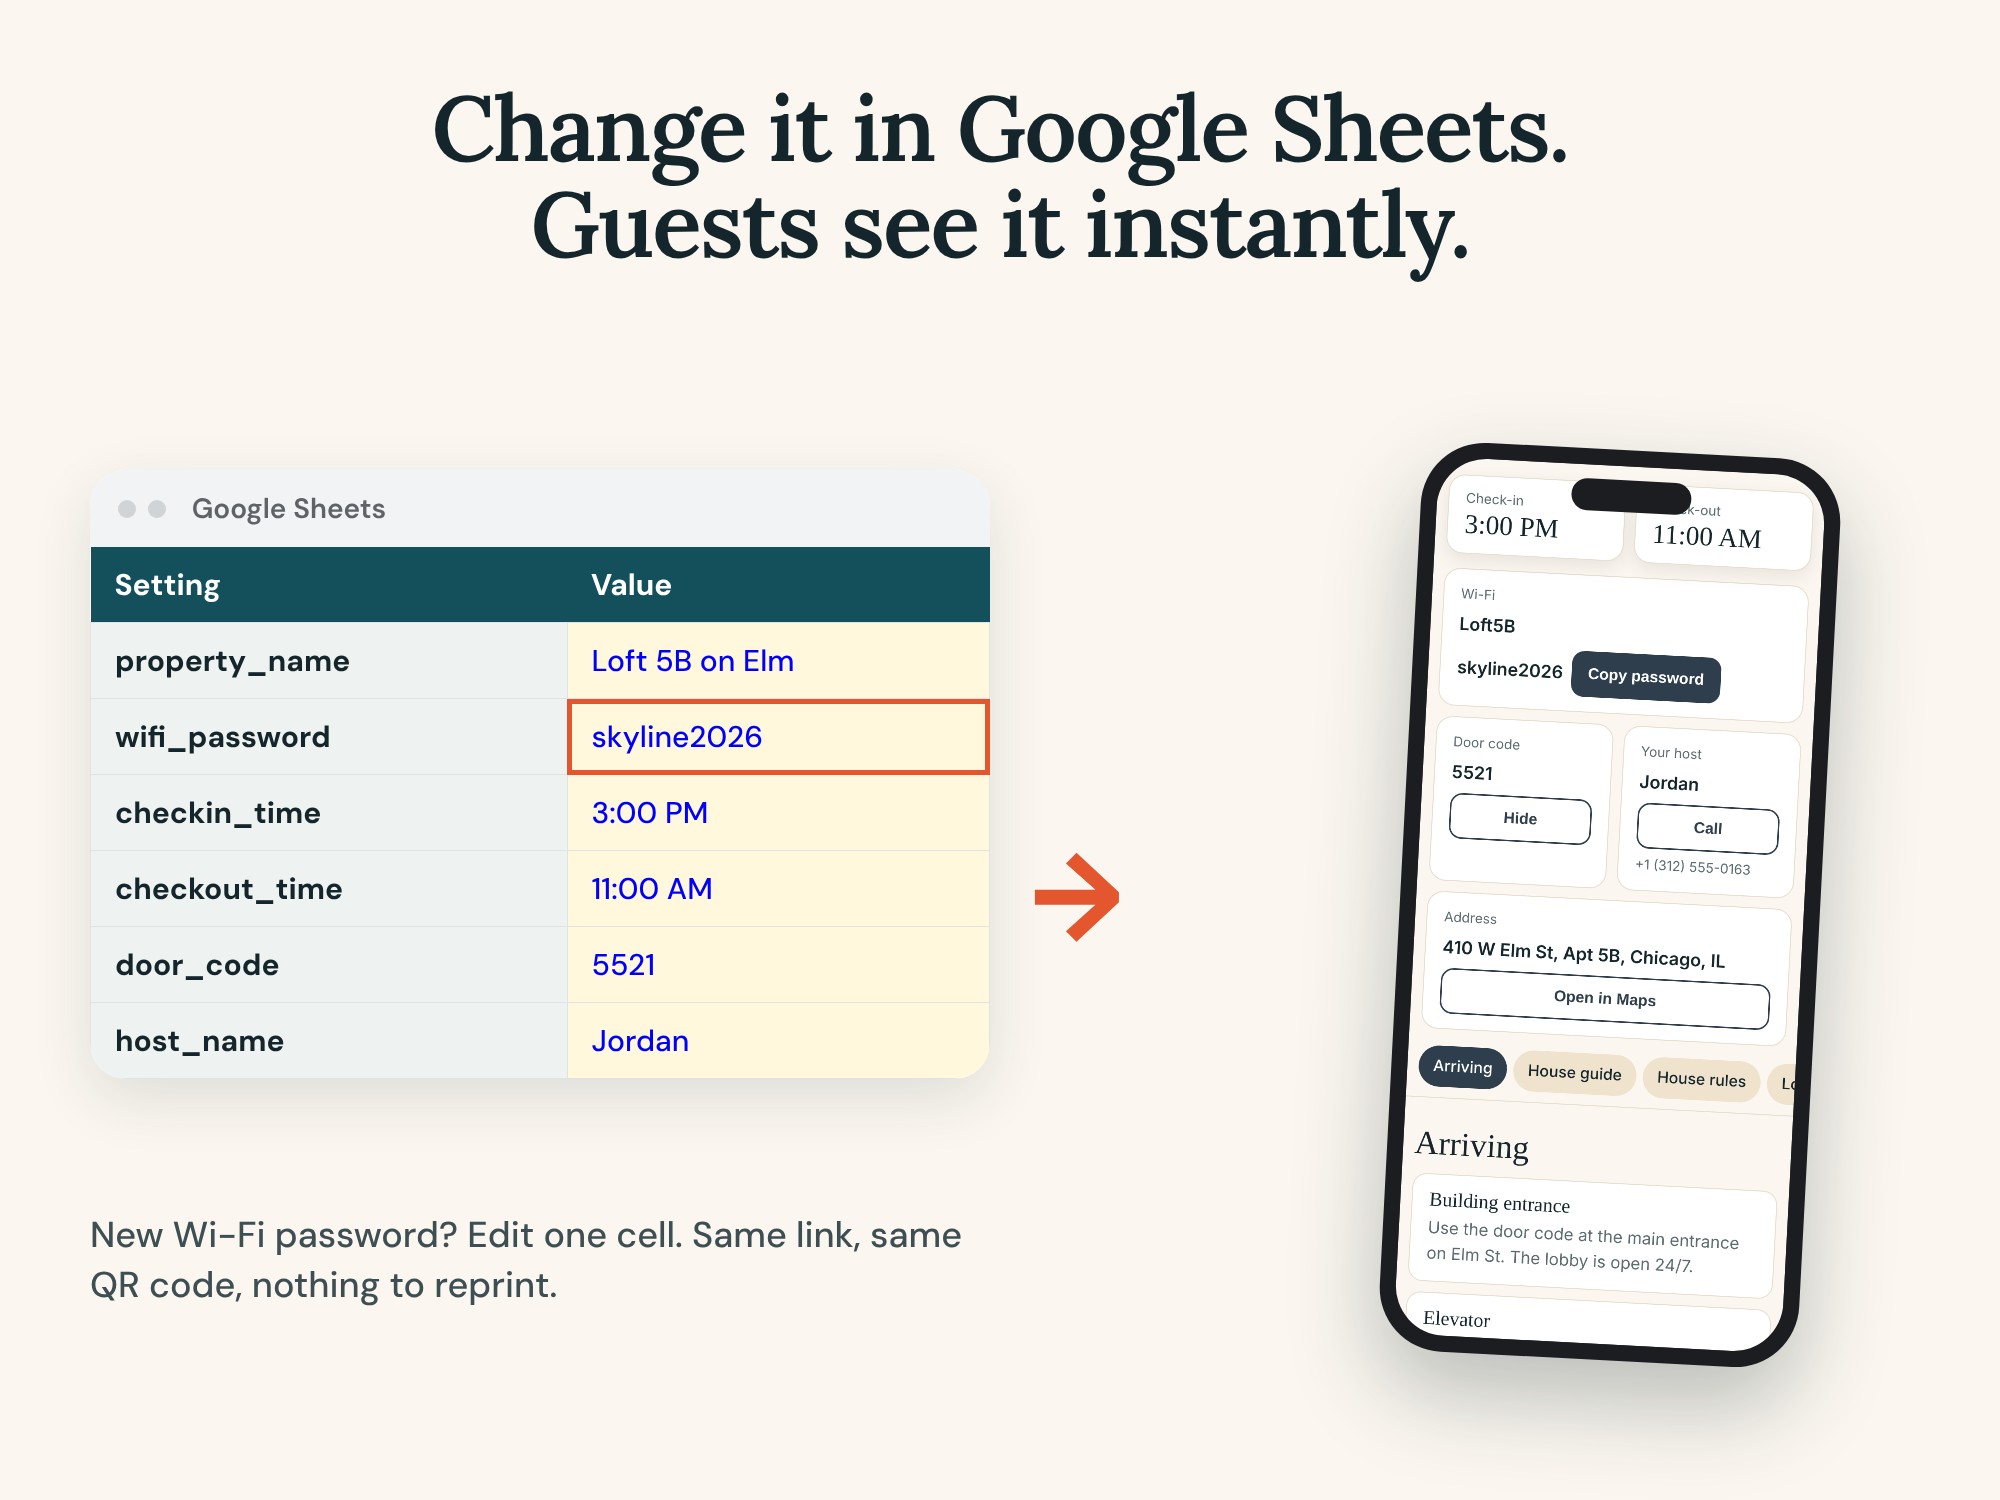 Change it in Google Sheets.
Guests see it instantly.
Google Sheets
Setting Value
property_name Loft 5B on Elm
wifi_password skyline2026
checkin_time 3:00 PM
checkout_time 11:00 AM
door_code 5521
host_name Jordan
New Wi-Fi password? Edit one cell. Same link, same
QR code, nothing to reprint.
Check-in
3:00 PM
k-out
11:00 AM
Wi-Fi
Loft5B
skyline2026 Copy password
Door code
5521
Hide
Your host
Jordan
Call
+1 (312) 555-0163
Address
410 W Elm St, Apt 5B, Chicago, IL
Open in Maps
Arriving House guide House rules Lo
Arriving
Building entrance
Use the door code at the main entrance
on Elm St. The lobby is open 24/7.
Elevator